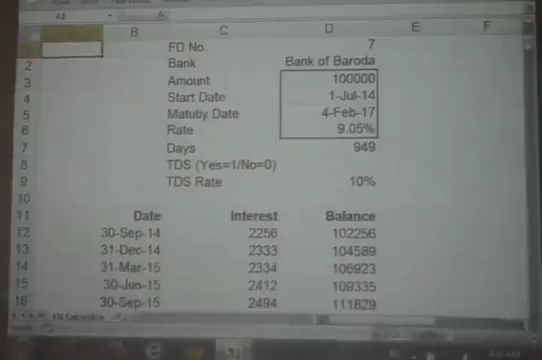 A1
B C D E F
FD No. 7
2 Bank Bank of Baroda
3 Amount 100000
4 Start Date 1-Jul-14
5 Matutiy Date 4-Feb-17
6 Rate 9.05%
7 Days 949
8 TDS (Yes=1/No=0)
9 TDS Rate 10%
10
11 Date Interest Balance
12 30-Sep-14 2256 102256
13 31-Dec-14 2333 104589
14 31-Mar-15 2334 106923
15 30-Jun-15 2412 109335
16 30-Sep-15 2494 111829